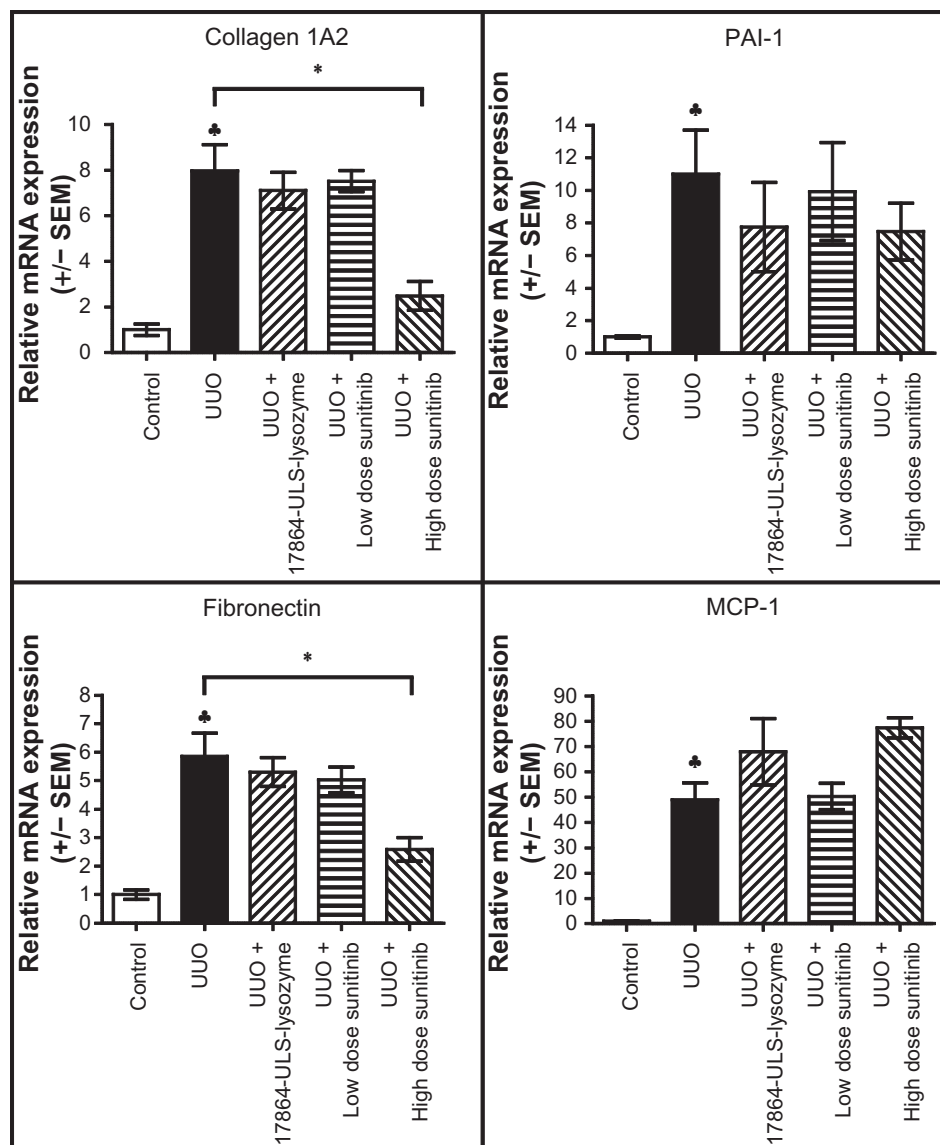 Collagen 1A2
*
♣
Relative mRNA expression
(+/− SEM)
10
8
6
4
2
0
Control
UUO
UUO +
17864-ULS-lysozyme
UUO +
Low dose sunitinib
UUO +
High dose sunitinib
PAI-1
♣
Relative mRNA expression
(+/− SEM)
14
12
10
8
6
4
2
0
Control
UUO
UUO +
17864-ULS-lysozyme
UUO +
Low dose sunitinib
UUO +
High dose sunitinib
Fibronectin
*
♣
Relative mRNA expression
(+/− SEM)
8
7
6
5
4
3
2
1
0
Control
UUO
UUO +
17864-ULS-lysozyme
UUO +
Low dose sunitinib
UUO +
High dose sunitinib
MCP-1
♣
Relative mRNA expression
(+/− SEM)
90
80
70
60
50
40
30
20
10
0
Control
UUO
UUO +
17864-ULS-lysozyme
UUO +
Low dose sunitinib
UUO +
High dose sunitinib